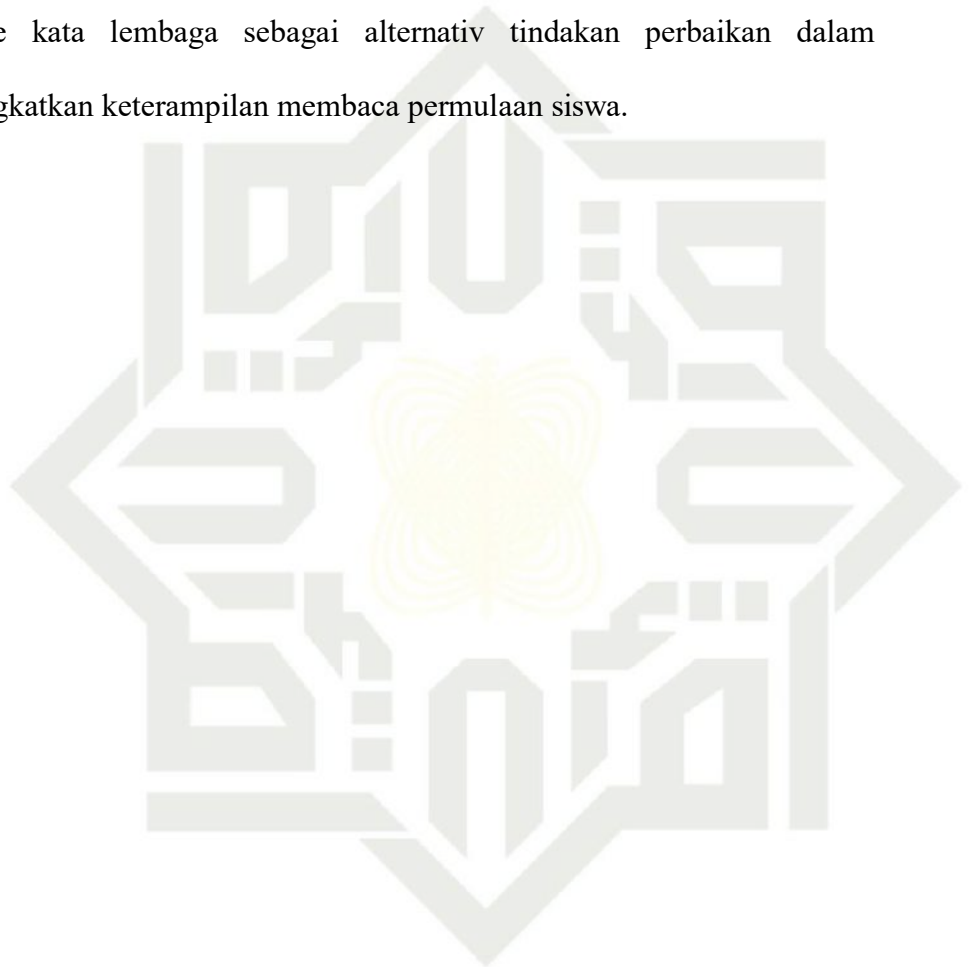 e kata lembaga sebagai alternativ tindakan perbaikan dalam
gkatkan keterampilan membaca permulaan siswa.